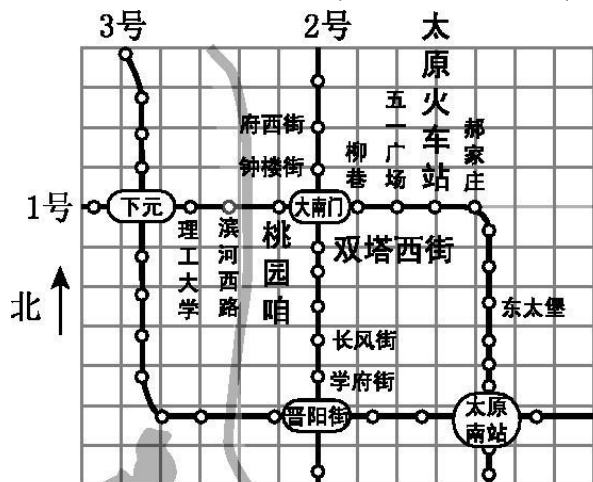 3号
2号
太原火车站
五一广场
府西街
郝家庄
柳巷
钟楼街
1号
下元
大南门
理工大学
滨河西路
桃园咱
双塔西街
北
东太堡
长风街
学府街
晋阳街
太原
南站